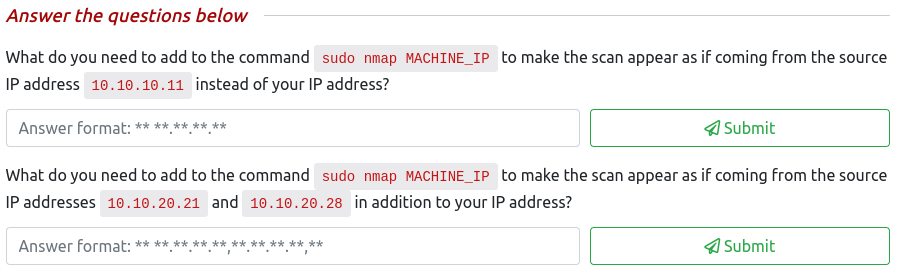 Answer the questions below
What do you need to add to the command sudo nmap MACHINE_IP to make the scan appear as if coming from the source
IP address 10.10.10.11 instead of your IP address?
Answer format: ** **.**.**.** Submit
What do you need to add to the command sudo nmap MACHINE_IP to make the scan appear as if coming from the source
IP addresses 10.10.20.21 and 10.10.20.28 in addition to your IP address?
Answer format: ** **.**.**.**,**.**.**.**,** Submit